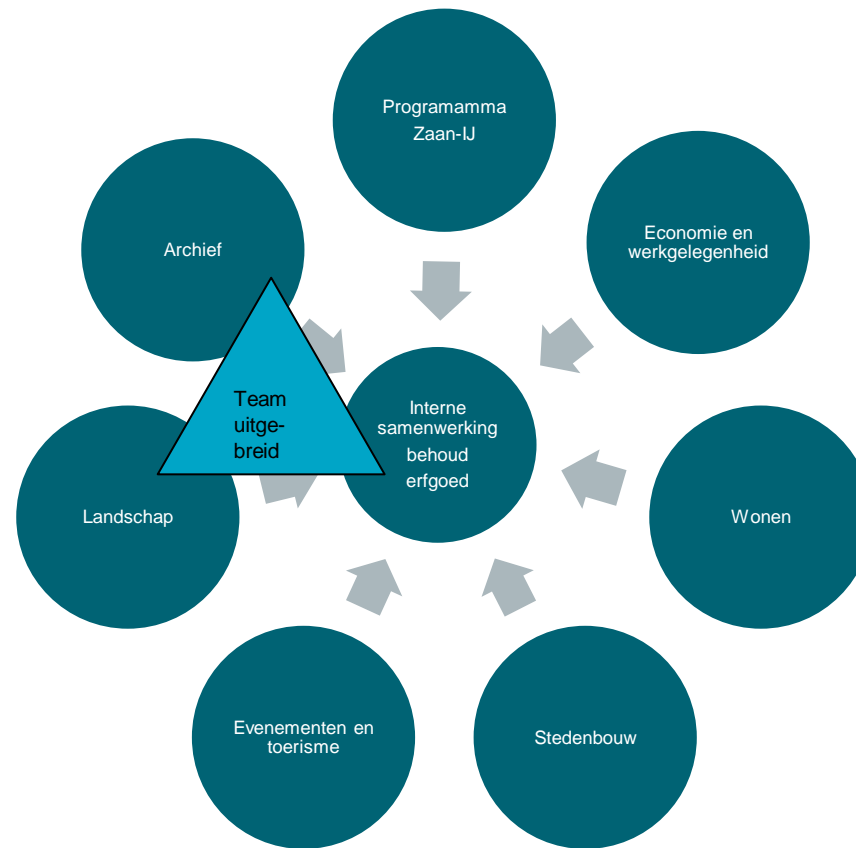 Programamma
Zaan-IJ
Economie en
werkgelegenheid
Archief
Team
uitge-
breid
Interne
samenwerking
behoud
erfgoed
Landschap
Wonen
Evenementen en
toerisme
Stedenbouw